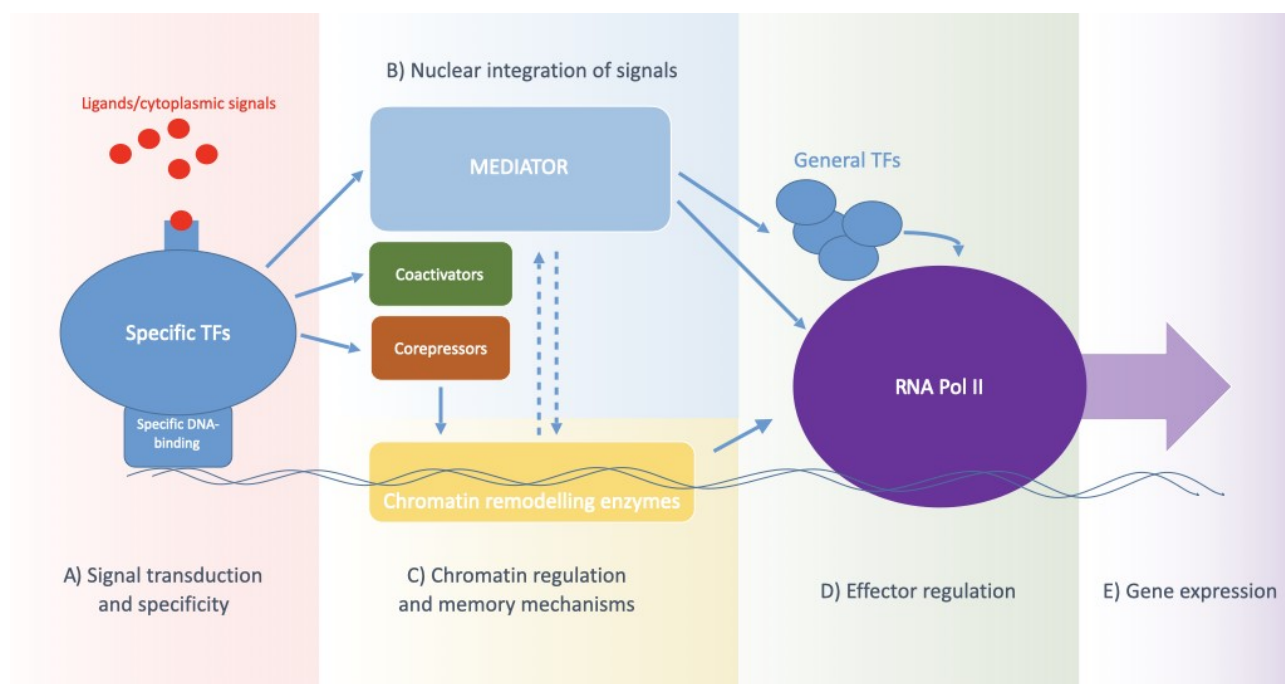 B) Nuclear integration of signals
Ligands/cytoplasmic signals
MEDIATOR
General TFs
Coactivators
Specific TFs
Corepressors
RNA Pol II
Specific DNA-
binding
Chromatin remodelling enzymes
A) Signal transduction
and specificity
C) Chromatin regulation
and memory mechanisms
D) Effector regulation
E) Gene expression